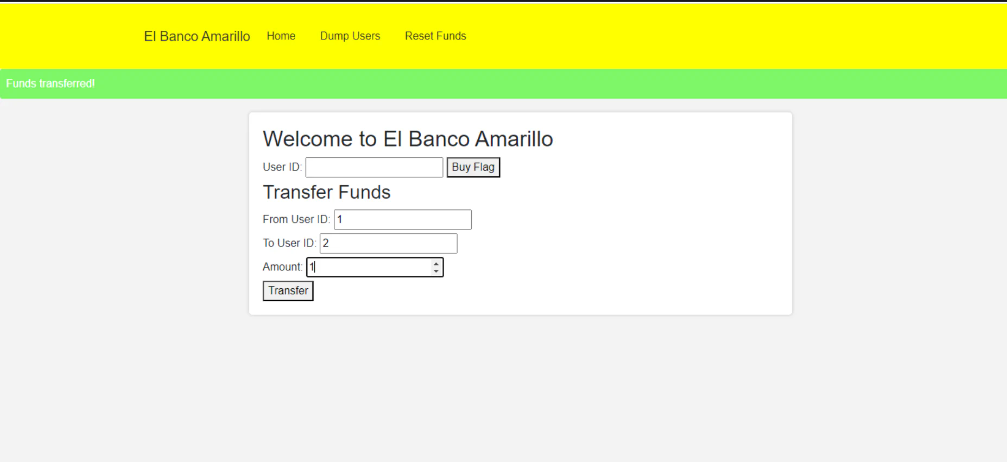 El Banco Amarillo Home Dump Users Reset Funds
Funds transferred!
Welcome to El Banco Amarillo
User ID: Buy Flag
Transfer Funds
From User ID: 1
To User ID: 2
Amount: 1
Transfer